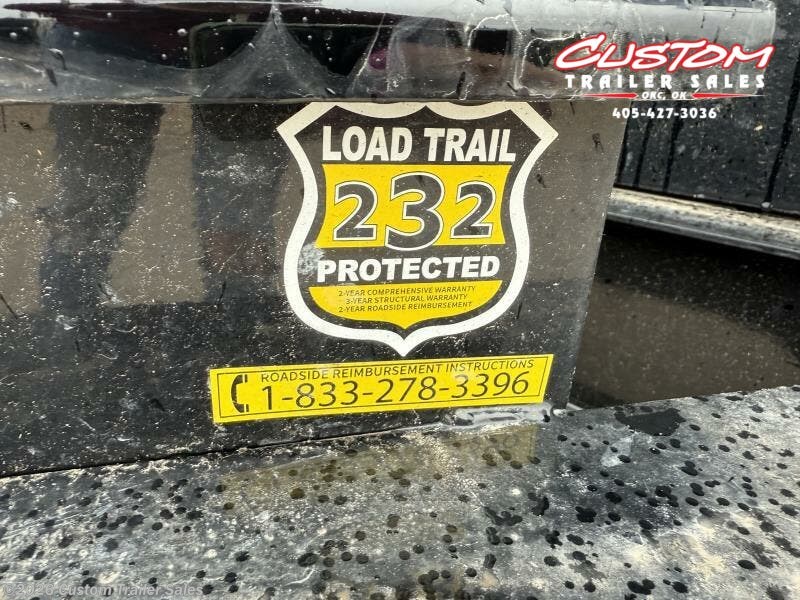 CUSTOM
TRAILER SALES
OKC, OK
405-427-3036
LOAD TRAIL
232
PROTECTED
2-YEAR COMPREHENSIVE WARRANTY
3-YEAR STRUCTURAL WARRANTY
2-YEAR ROADSIDE REIMBURSEMENT
ROADSIDE REIMBURSEMENT INSTRUCTIONS
1-833-278-3396
Custom Trailer Sales